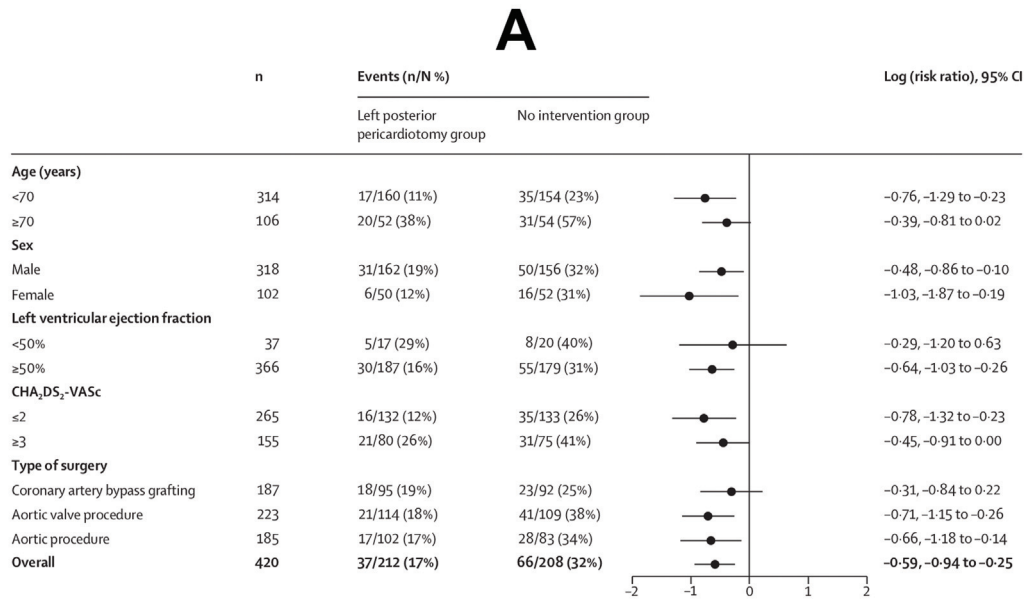 A
n Events (n/N %) Log (risk ratio), 95% CI
Left posterior pericardiotomy group No intervention group
Age (years)
<70 314 17/160 (11%) 35/154 (23%) –0·76, –1·29 to –0·23
≥70 106 20/52 (38%) 31/54 (57%) –0·39, –0·81 to 0·02
Sex
Male 318 31/162 (19%) 50/156 (32%) –0·48, –0·86 to –0·10
Female 102 6/50 (12%) 16/52 (31%) –1·03, –1·87 to –0·19
Left ventricular ejection fraction
<50% 37 5/17 (29%) 8/20 (40%) –0·29, –1·20 to 0·63
≥50% 366 30/187 (16%) 55/179 (31%) –0·64, –1·03 to –0·26
CHA₂DS₂-VASc
≤2 265 16/132 (12%) 35/133 (26%) –0·78, –1·32 to –0·23
≥3 155 21/80 (26%) 31/75 (41%) –0·45, –0·91 to 0·00
Type of surgery
Coronary artery bypass grafting 187 18/95 (19%) 23/92 (25%) –0·31, –0·84 to 0·22
Aortic valve procedure 223 21/114 (18%) 41/109 (38%) –0·71, –1·15 to –0·26
Aortic procedure 185 17/102 (17%) 28/83 (34%) –0·66, –1·18 to –0·14
Overall 420 37/212 (17%) 66/208 (32%) –0·59, –0·94 to –0·25
–2 –1 0 1 2